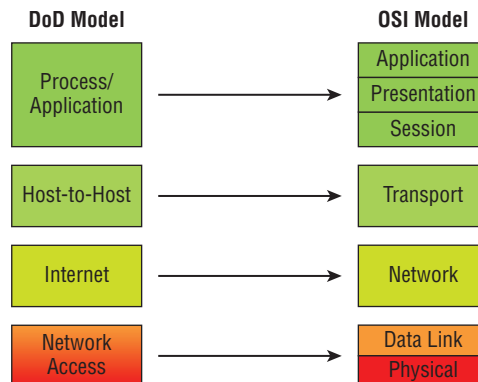 DoD Model
OSI Model
Process/
Application
Application
Presentation
Session
Host-to-Host
Transport
Internet
Network
Network
Access
Data Link
Physical